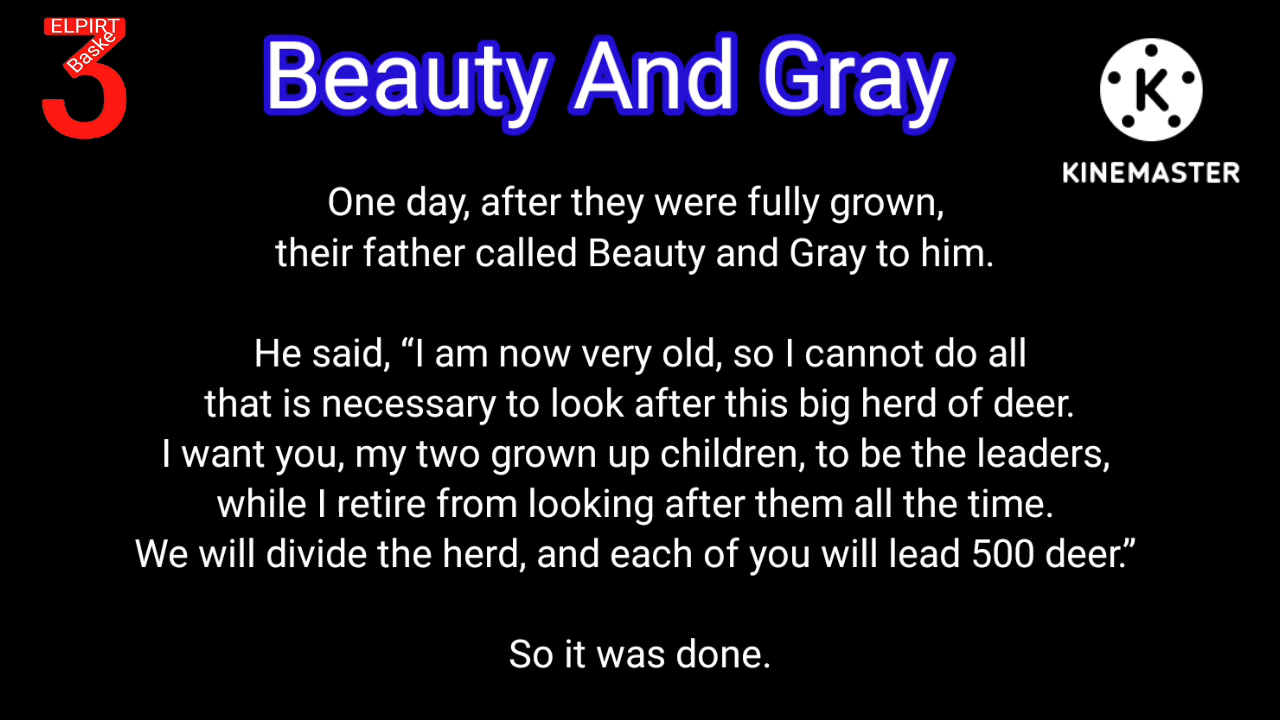 ELPIRT
Baske
3
Beauty And Gray
K
KINEMASTER
One day, after they were fully grown,
their father called Beauty and Gray to him.
He said, “I am now very old, so I cannot do all
that is necessary to look after this big herd of deer.
I want you, my two grown up children, to be the leaders,
while I retire from looking after them all the time.
We will divide the herd, and each of you will lead 500 deer.”
So it was done.